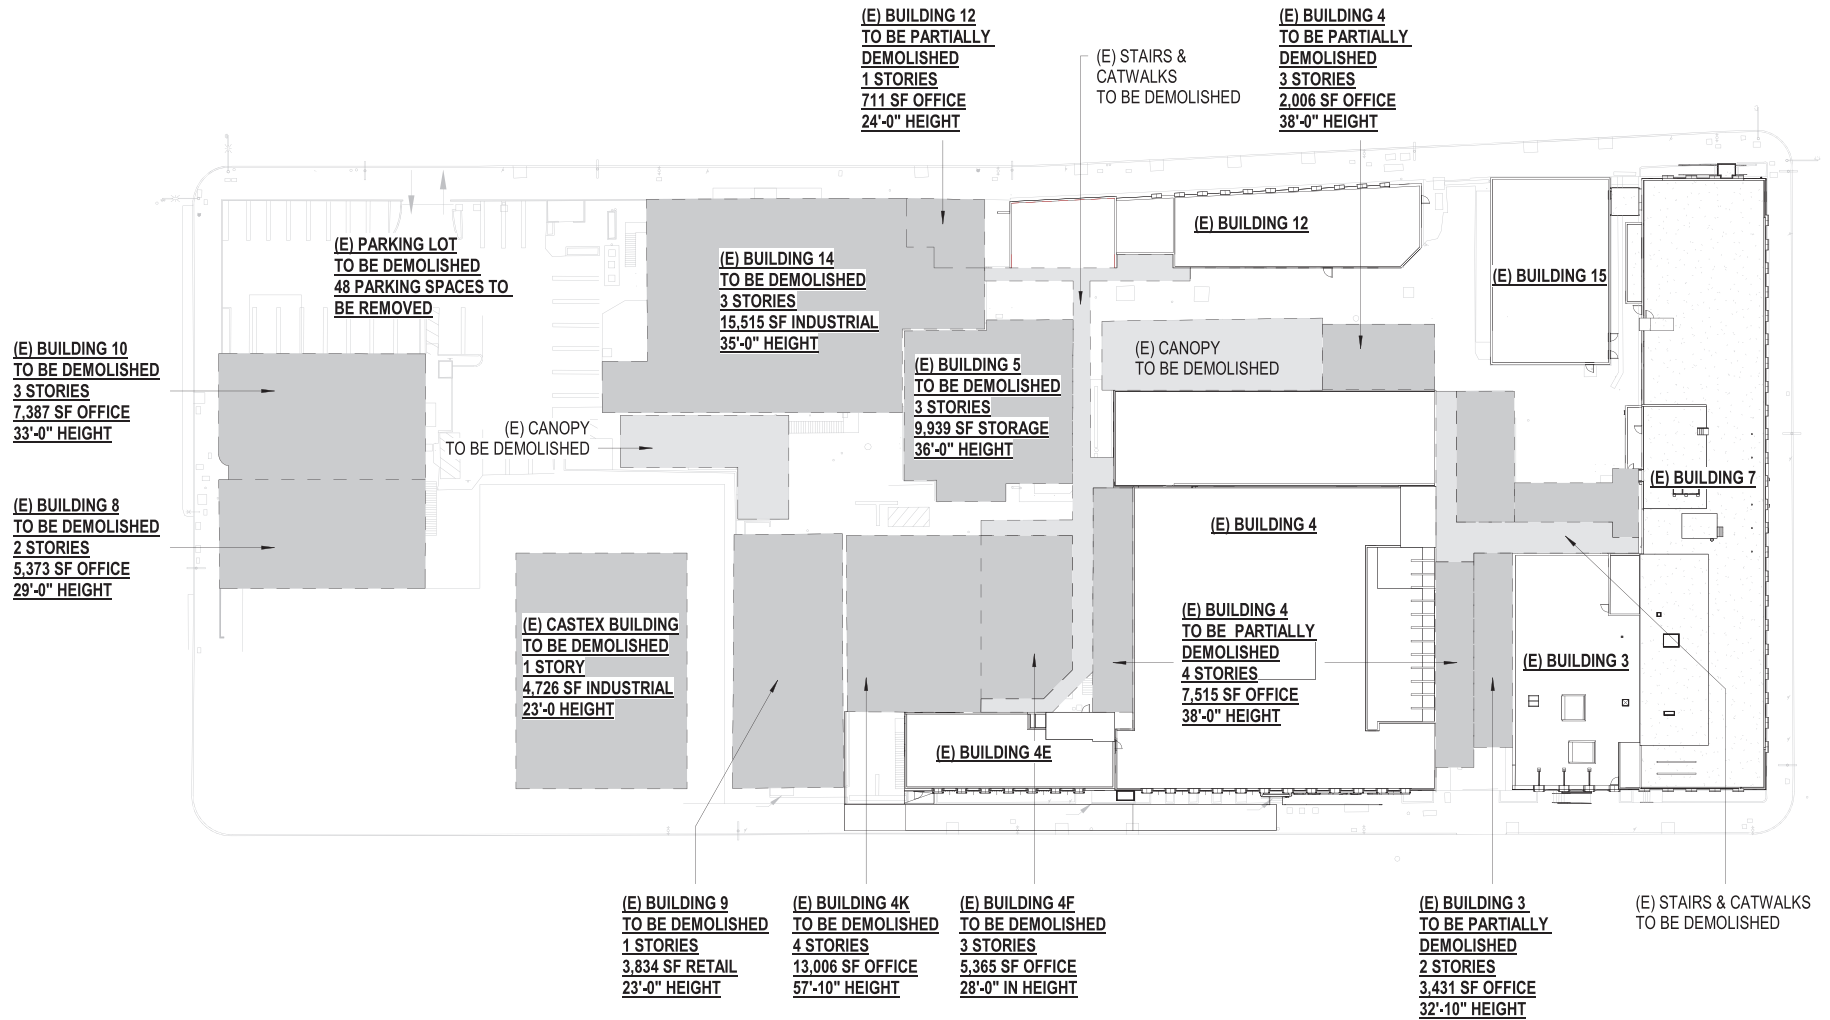 (E) BUILDING 12
TO BE PARTIALLY
DEMOLISHED
1 STORIES
711 SF OFFICE
24'-0" HEIGHT
(E) STAIRS &
CATWALKS
TO BE DEMOLISHED
(E) BUILDING 4
TO BE PARTIALLY
DEMOLISHED
3 STORIES
2,006 SF OFFICE
38'-0" HEIGHT
(E) PARKING LOT
TO BE DEMOLISHED
48 PARKING SPACES TO
BE REMOVED
(E) BUILDING 14
TO BE DEMOLISHED
3 STORIES
15,515 SF INDUSTRIAL
35'-0" HEIGHT
(E) BUILDING 12
(E) BUILDING 15
(E) BUILDING 10
TO BE DEMOLISHED
3 STORIES
7,387 SF OFFICE
33'-0" HEIGHT
(E) CANOPY
TO BE DEMOLISHED
(E) BUILDING 5
TO BE DEMOLISHED
3 STORIES
9,939 SF STORAGE
36'-0" HEIGHT
(E) CANOPY
TO BE DEMOLISHED
(E) BUILDING 7
(E) BUILDING 8
TO BE DEMOLISHED
2 STORIES
5,373 SF OFFICE
29'-0" HEIGHT
(E) BUILDING 4
(E) CASTEX BUILDING
TO BE DEMOLISHED
1 STORY
4,726 SF INDUSTRIAL
23'-0 HEIGHT
(E) BUILDING 4
TO BE PARTIALLY
DEMOLISHED
4 STORIES
7,515 SF OFFICE
38'-0" HEIGHT
(E) BUILDING 3
(E) BUILDING 4E
(E) BUILDING 9
TO BE DEMOLISHED
1 STORIES
3,834 SF RETAIL
23'-0" HEIGHT
(E) BUILDING 4K
TO BE DEMOLISHED
4 STORIES
13,006 SF OFFICE
57'-10" HEIGHT
(E) BUILDING 4F
TO BE DEMOLISHED
3 STORIES
5,365 SF OFFICE
28'-0" IN HEIGHT
(E) BUILDING 3
TO BE PARTIALLY
DEMOLISHED
2 STORIES
3,431 SF OFFICE
32'-10" HEIGHT
(E) STAIRS & CATWALKS
TO BE DEMOLISHED